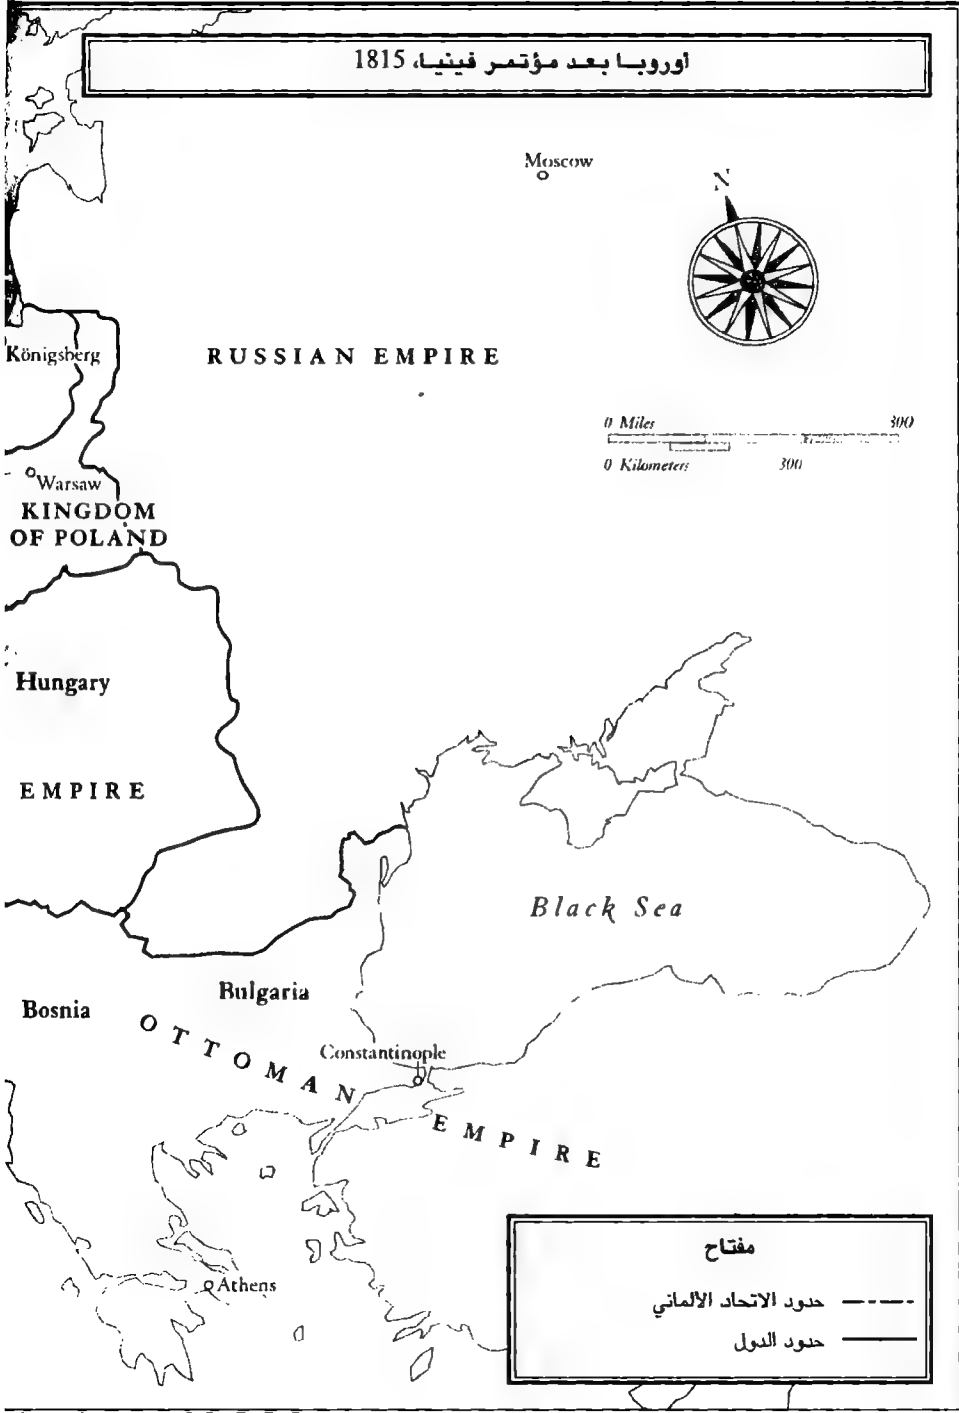 أوروبا بعد مؤتمر فيينا، 1815
Moscow
N
Königsberg
RUSSIAN EMPIRE
0 Miles 300
0 Kilometers 300
Warsaw
KINGDOM
OF POLAND
Hungary
EMPIRE
Black Sea
Bulgaria
Bosnia
OTTOMAN EMPIRE
Constantinople
Athens
مفتاح
حدود الاتحاد الألماني
حدود الدول